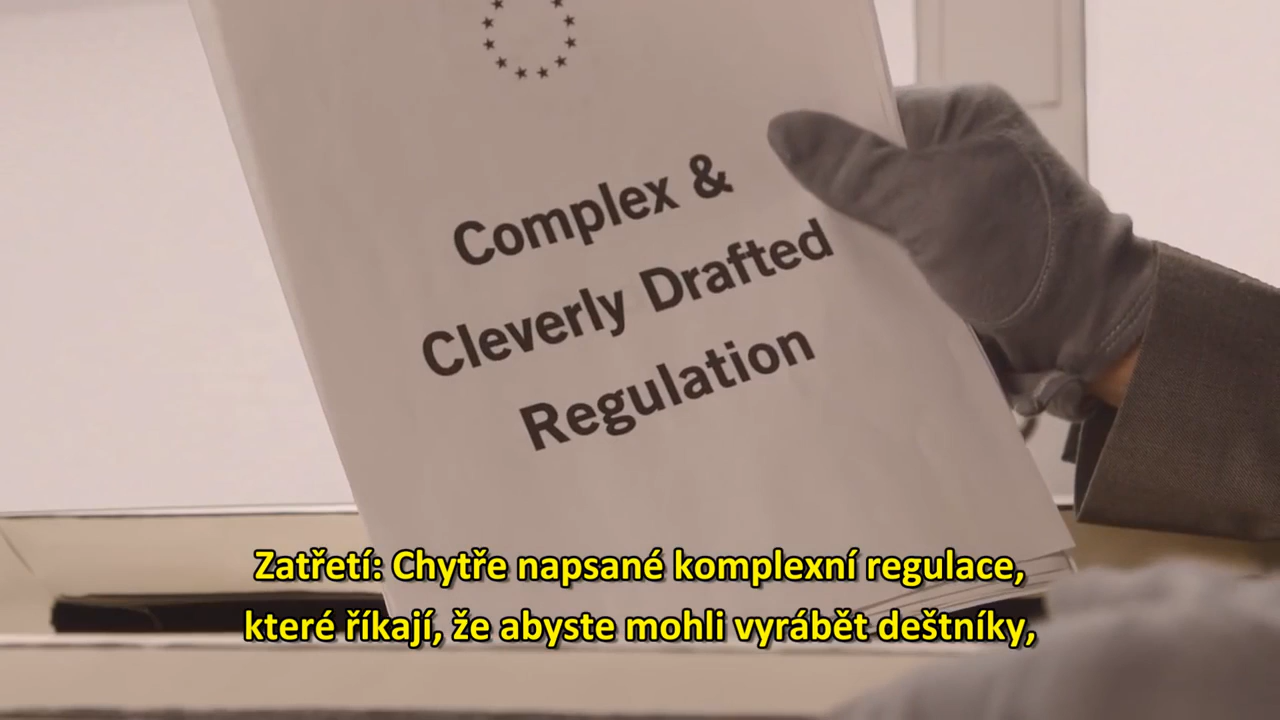 Complex &
Cleverly Drafted
Regulation
Zatřetí: Chytře napsané komplexní regulace,
které říkají, že abyste mohli vyrábět deštníky,